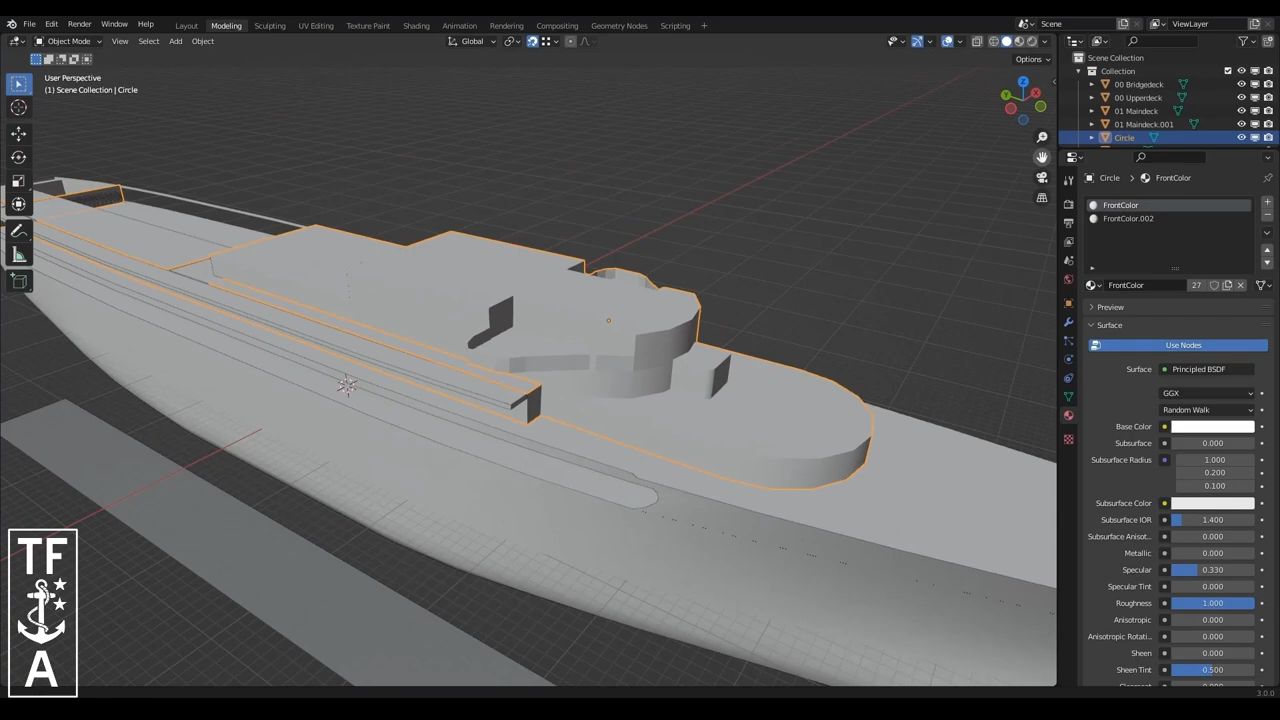 File Edit Render Window Help Layout Modeling Sculpting UV Editing Texture Paint Shading Animation Rendering Compositing Geometry Nodes Scripting + Scene ViewLayer
Object Mode View Select Add Object Global
Options
User Perspective
(1) Scene Collection | Circle
Z
Y
X
Scene Collection
Collection
00 Bridgedeck
00 Upperdeck
01 Maindeck
01 Maindeck.001
Circle
Circle > FrontColor
FrontColor
FrontColor.002
FrontColor 27
Preview
Surface
Use Nodes
Surface Principled BSDF
GGX
Random Walk
Base Color
Subsurface 0.000
Subsurface Radius 1.000
0.200
0.100
Subsurface Color
Subsurface IOR 1.400
Subsurface Anisot... 0.000
Metallic 0.000
Specular 0.330
Specular Tint 0.000
Roughness 1.000
Anisotropic 0.000
Anisotropic Rotati... 0.000
Sheen 0.000
Sheen Tint 0.500
TF
A
3.0.0